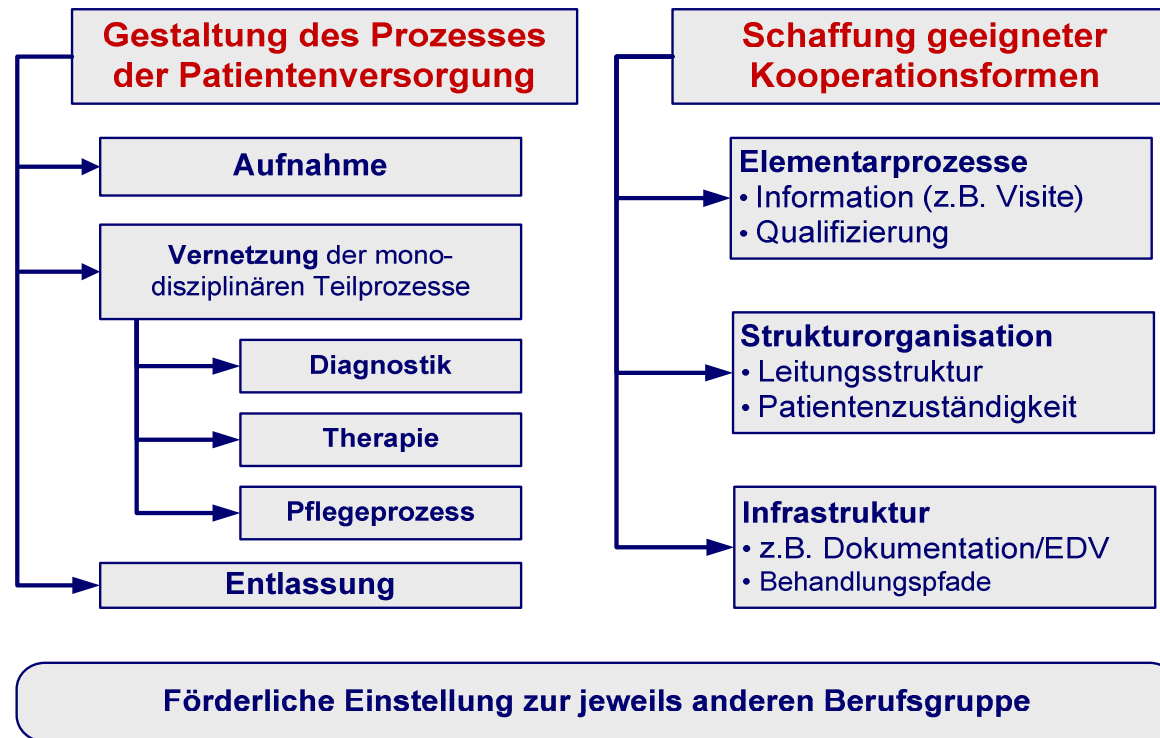 Gestaltung des Prozesses
der Patientenversorgung
Aufnahme
Vernetzung der mono-
disziplinären Teilprozesse
Diagnostik
Therapie
Pflegeprozess
Entlassung
Schaffung geeigneter
Kooperationsformen
Elementarprozesse
• Information (z.B. Visite)
• Qualifizierung
Strukturorganisation
• Leitungsstruktur
• Patientenzuständigkeit
Infrastruktur
• z.B. Dokumentation/EDV
• Behandlungspfade
Förderliche Einstellung zur jeweils anderen Berufsgruppe